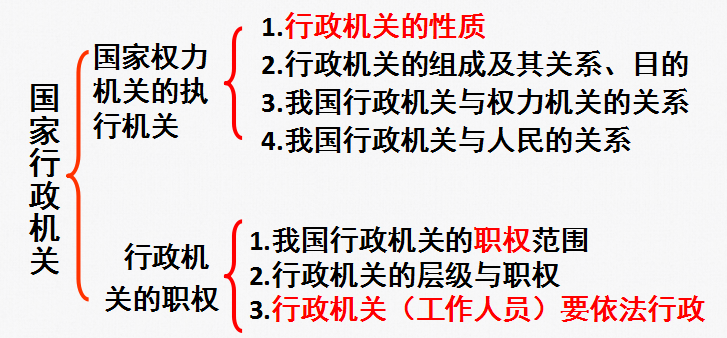 国家行政机关
国家权力
机关的执
行机关
1.行政机关的性质
2.行政机关的组成及其关系、目的
3.我国行政机关与权力机关的关系
4.我国行政机关与人民的关系
行政机
关的职权
1.我国行政机关的职权范围
2.行政机关的层级与职权
3.行政机关（工作人员）要依法行政